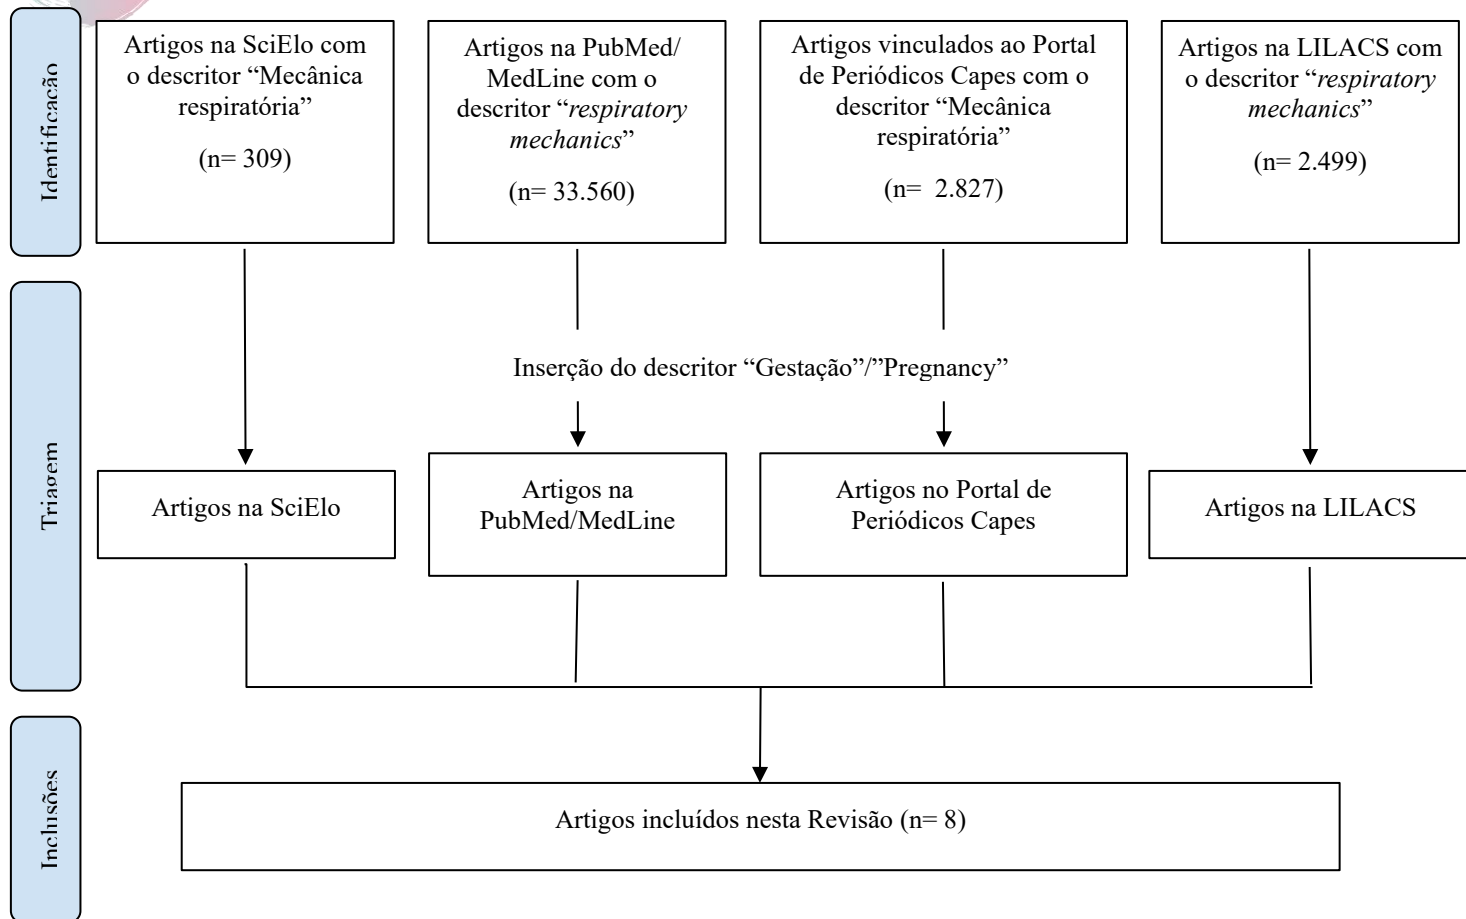 Identificação
Artigos na SciElo com
o descritor “Mecânica
respiratória”
(n= 309)
Artigos na PubMed/
MedLine com o
descritor “respiratory
mechanics”
(n= 33.560)
Artigos vinculados ao Portal
de Periódicos Capes com o
descritor “Mecânica
respiratória”
(n=  2.827)
Artigos na LILACS com
o descritor “respiratory
mechanics”
(n= 2.499)
Triagem
Inserção do descritor “Gestação”/”Pregnancy”
Artigos na SciElo
Artigos na
PubMed/MedLine
Artigos no Portal de
Periódicos Capes
Artigos na LILACS
Inclusões
Artigos incluídos nesta Revisão (n= 8)